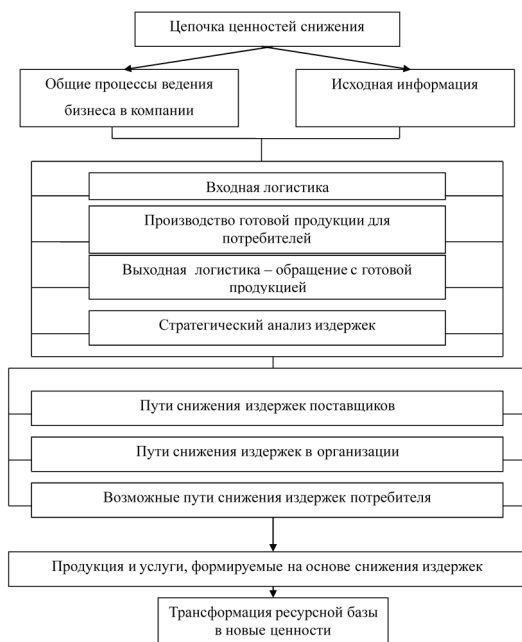 Цепочка ценностей снижения
Общие процессы ведения
бизнеса в компании
Исходная информация
Входная логистика
Производство готовой продукции для
потребителей
Выходная логистика – обращение с готовой
продукцией
Стратегический анализ издержек
Пути снижения издержек поставщиков
Пути снижения издержек в организации
Возможные пути снижения издержек потребителя
Продукция и услуги, формируемые на основе снижения издержек
Трансформация ресурсной базы
в новые ценности